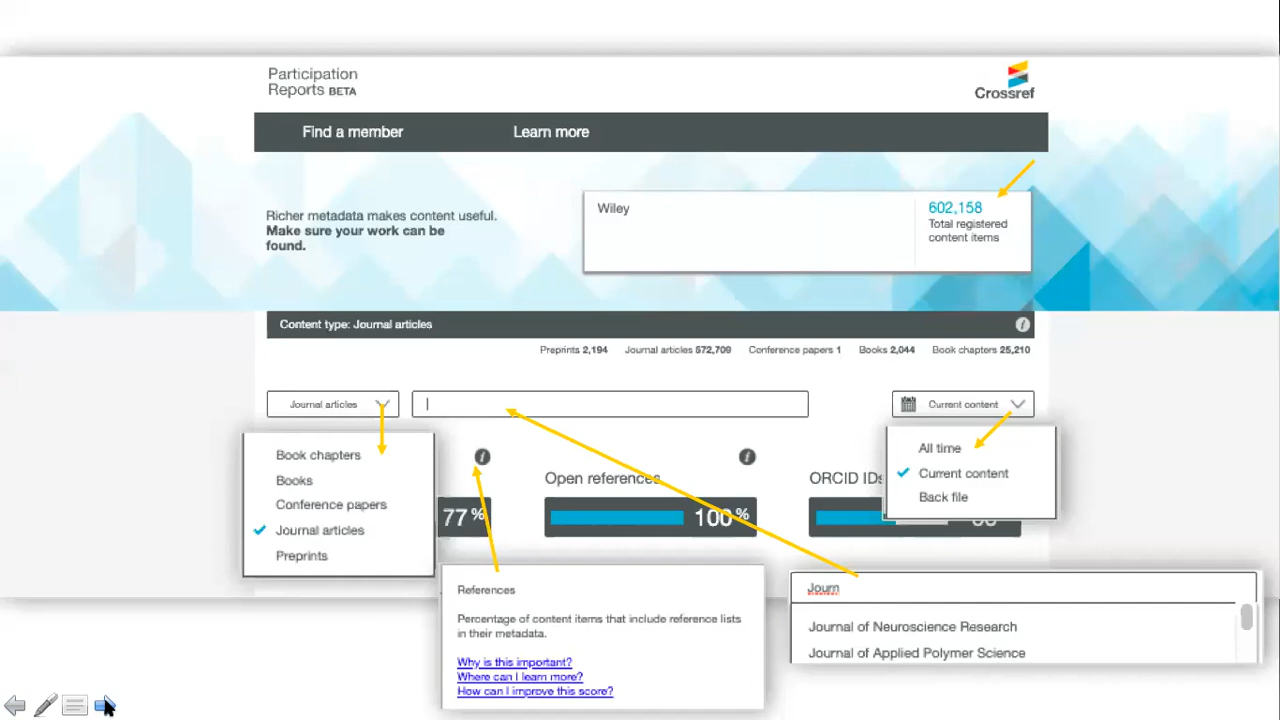 Participation
Reports BETA
Crossref
Find a member
Learn more
Richer metadata makes content useful.
Make sure your work can be
found.
Wiley
602,158
Total registered
content items
Content type: Journal articles
Preprints 2,194
Journal articles 572,709
Conference papers 1
Books 2,044
Book chapters 25,210
Journal articles
Current content
Book chapters
Books
Conference papers
Journal articles
Preprints
77 %
Open references
100 %
ORCID IDs
All time
Current content
Back file
References
Percentage of content items that include reference lists
in their metadata.
Why is this important?
Where can I learn more?
How can I improve this score?
Journ
Journal of Neuroscience Research
Journal of Applied Polymer Science